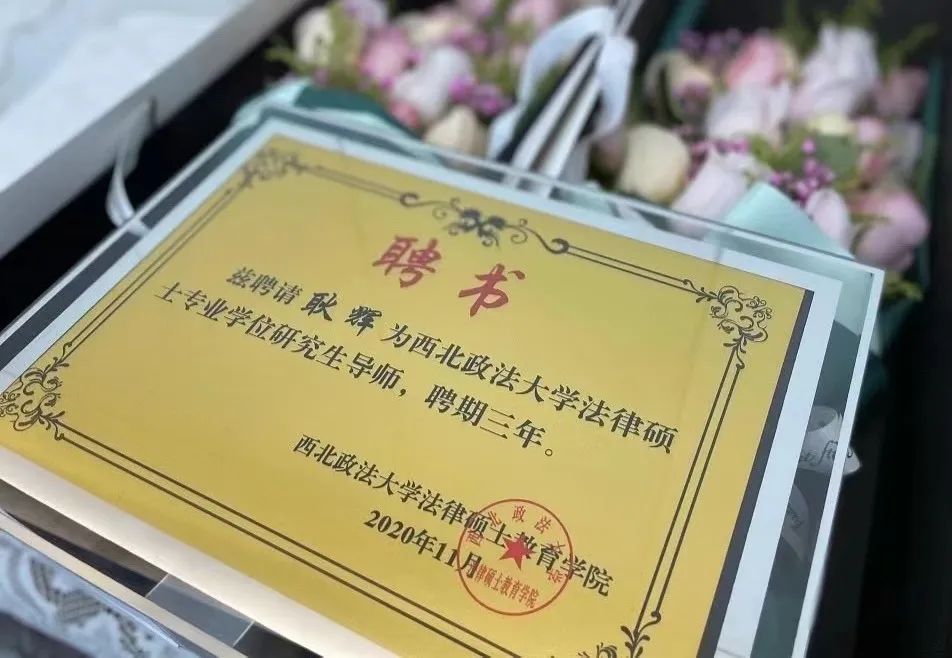 聘书
兹聘请 耿辉 为西北政法大学法律硕
士专业学位研究生导师，聘期三年。
西北政法大学法律硕士教育学院
2020年11月